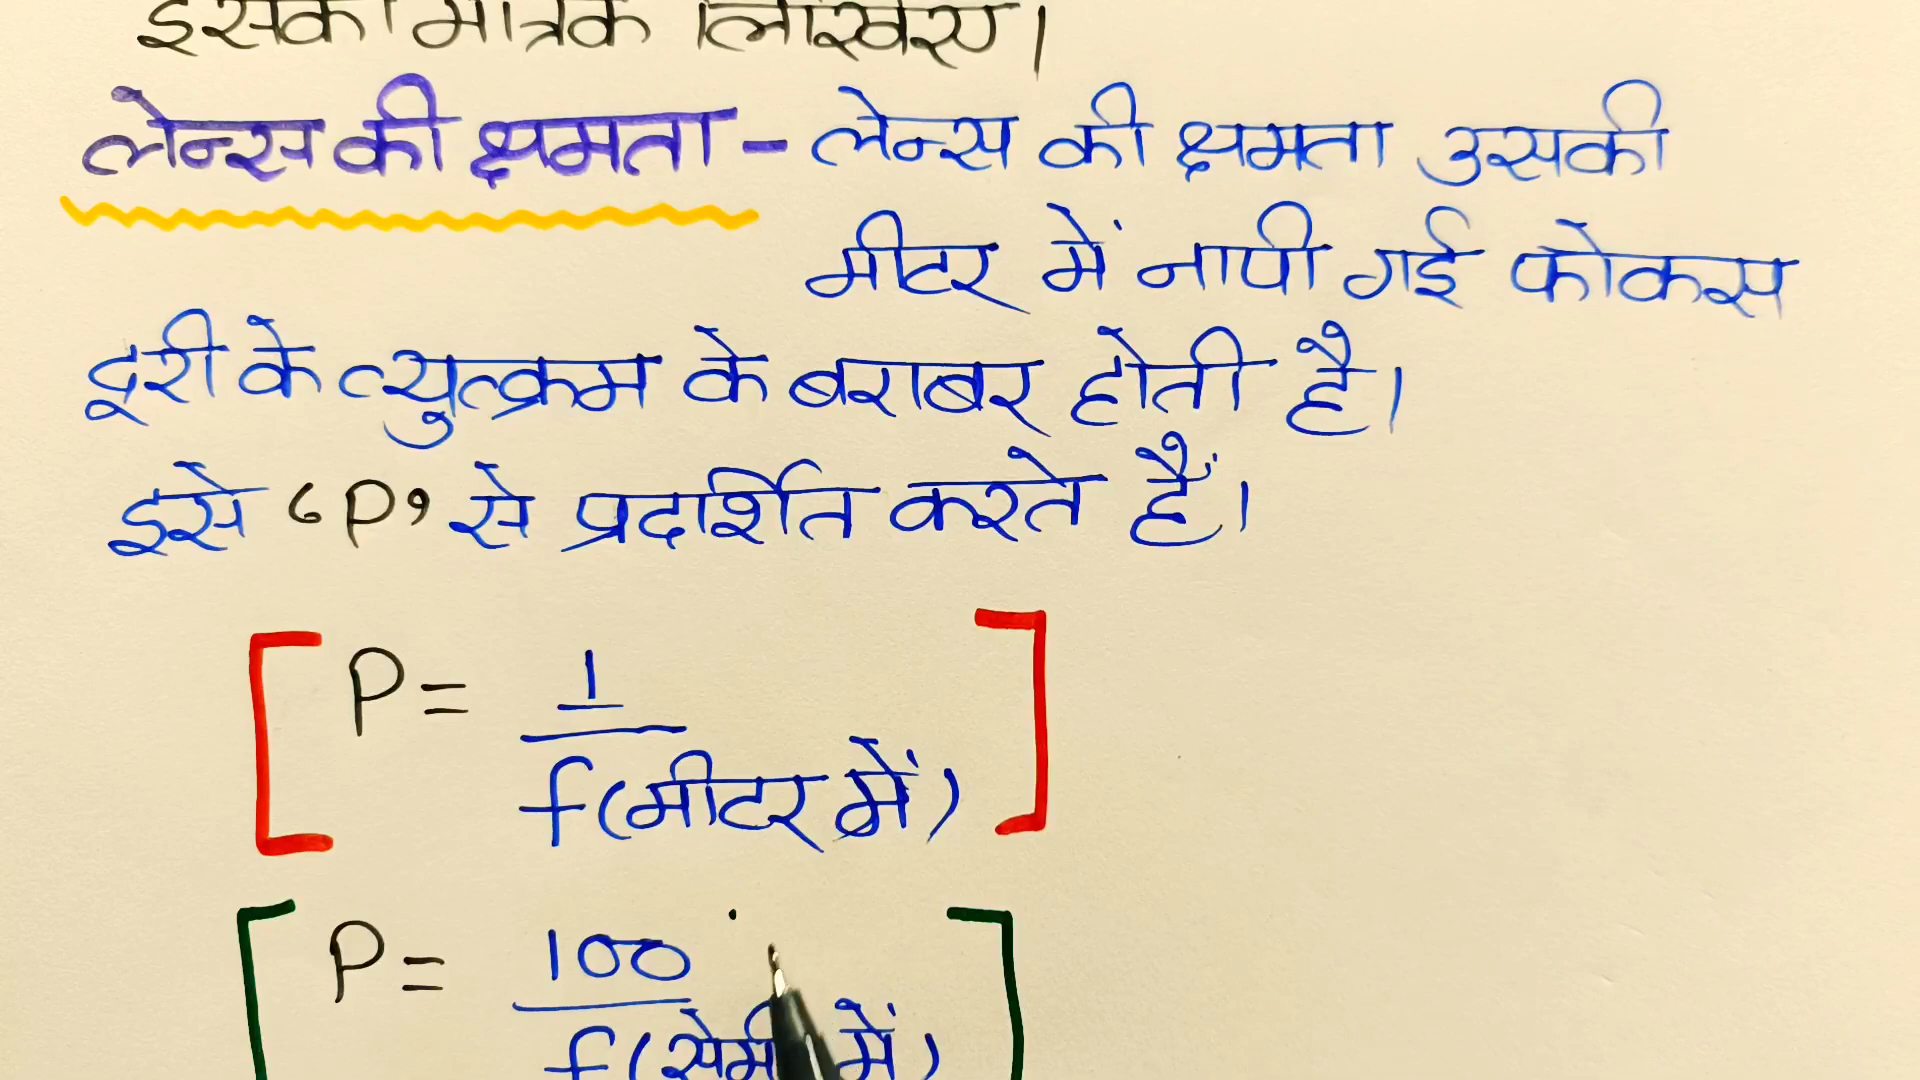 इसका मात्रक लिखिए।
लेन्स की क्षमता - लेन्स की क्षमता उसकी
मीटर में नापी गई फोकस
दूरी के व्युत्क्रम के बराबर होती है।
इसे ‘P’ से प्रदर्शित करते हैं।
P = 1
f(मीटर में)
P = 100
f(सेमी में)